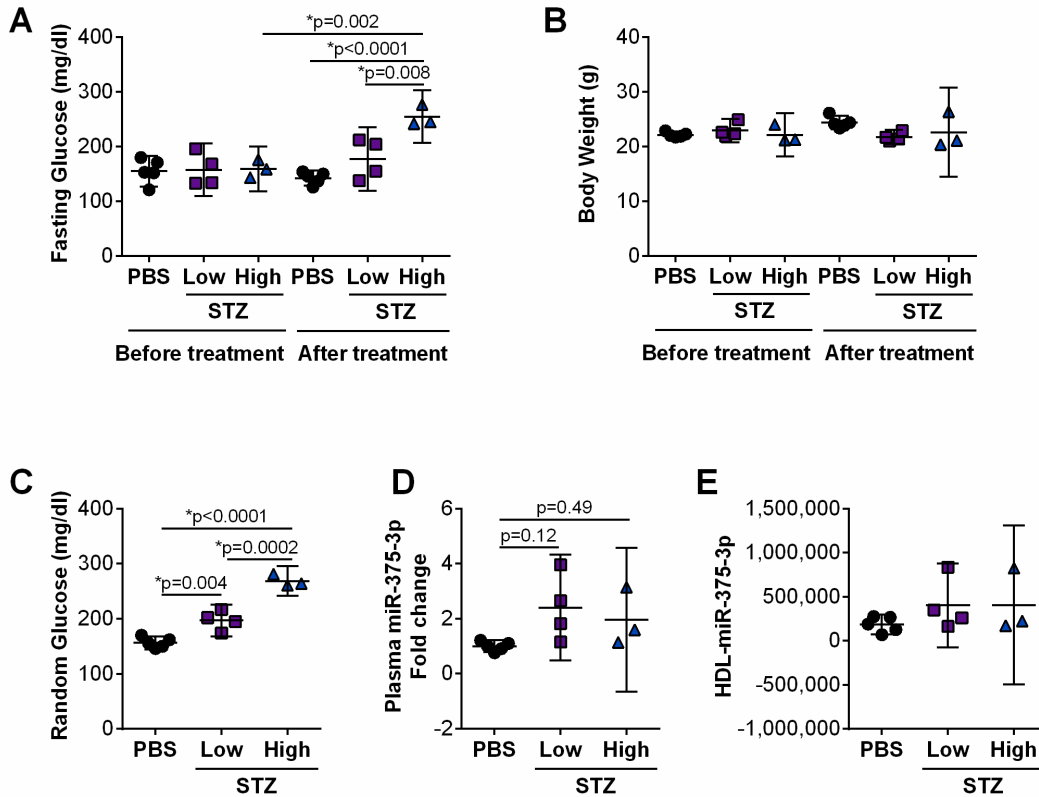 A
Fasting Glucose (mg/dl)
400
300
200
100
0
*p=0.002
*p<0.0001
*p=0.008
PBS Low High PBS Low High
STZ STZ
Before treatment After treatment
B
Body Weight (g)
40
30
20
10
0
PBS Low High PBS Low High
STZ STZ
Before treatment After treatment
C
Random Glucose (mg/dl)
400
300
200
100
0
*p<0.0001
*p=0.0002
*p=0.004
PBS Low High
STZ
D
Plasma miR-375-3p
Fold change
6
4
2
0
-2
p=0.49
p=0.12
PBS Low High
STZ
E
HDL-miR-375-3p
1,500,000
1,000,000
500,000
0
-500,000
-1,000,000
PBS Low High
STZ